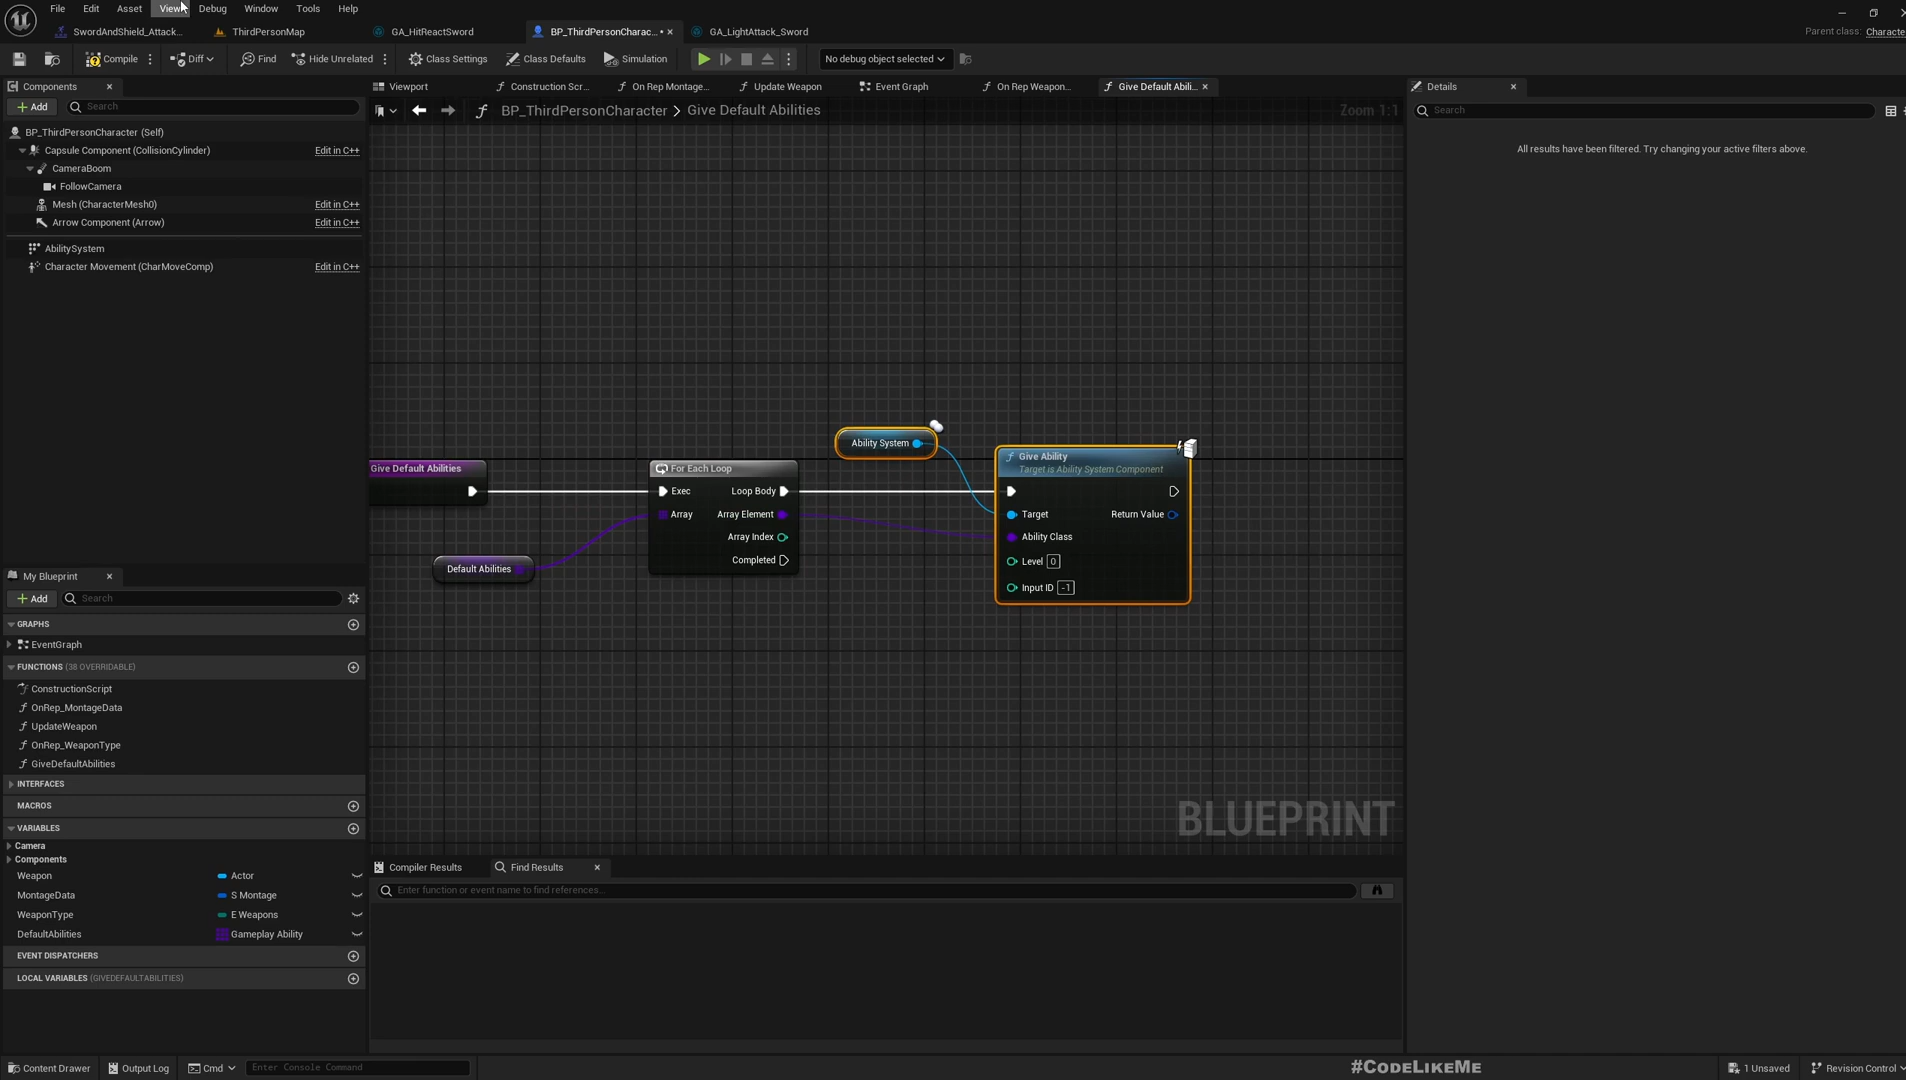 File Edit Asset View Debug Window Tools Help
SwordAndShield_Attack... ThirdPersonMap GA_HitReactSword BP_ThirdPersonCharac... • GA_LightAttack_Sword
Parent class: Characte
Compile Diff Find Hide Unrelated Class Settings Class Defaults Simulation No debug object selected
Components
Viewport Construction Scr... On Rep Montage... Update Weapon Event Graph On Rep Weapon... Give Default Abili...
Details
Add Search
BP_ThirdPersonCharacter > Give Default Abilities
Zoom 1:1
Search
BP_ThirdPersonCharacter (Self)
Capsule Component (CollisionCylinder) Edit in C++
All results have been filtered. Try changing your active filters above.
CameraBoom
FollowCamera
Mesh (CharacterMesh0) Edit in C++
Arrow Component (Arrow) Edit in C++
AbilitySystem
Character Movement (CharMoveComp) Edit in C++
Ability System
Give Ability
Target is Ability System Component
Give Default Abilities
For Each Loop
Exec Loop Body
Array Array Element
Target Return Value
Array Index
Ability Class
Completed
Level 0
Default Abilities
Input ID -1
My Blueprint
Add Search
GRAPHS
EventGraph
FUNCTIONS (38 OVERRIDABLE)
ConstructionScript
OnRep_MontageData
UpdateWeapon
OnRep_WeaponType
GiveDefaultAbilities
INTERFACES
MACROS
VARIABLES
Camera
Components
Weapon Actor
MontageData S Montage
WeaponType E Weapons
DefaultAbilities Gameplay Ability
EVENT DISPATCHERS
LOCAL VARIABLES (GIVEDEFAULTABILITIES)
BLUEPRINT
Compiler Results Find Results
Enter function or event name to find references...
Content Drawer Output Log Cmd Enter Console Command
#CODELIKEME
1 Unsaved Revision Control